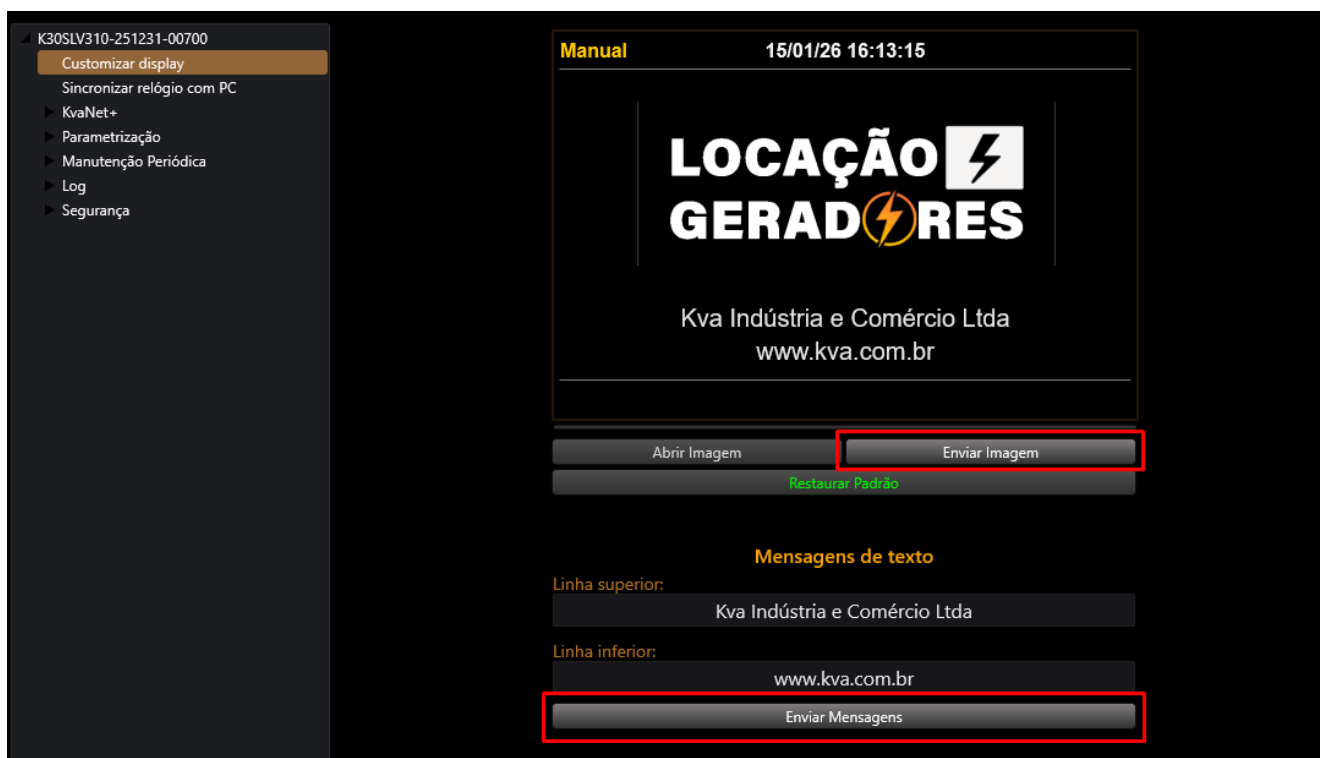 K30SLV310-251231-00700
Customizar display
Sincronizar relógio com PC
KvaNet+
Parametrização
Manutenção Periódica
Log
Segurança
Manual 15/01/26 16:13:15
LOCAÇÃO
GERADORES
Kva Indústria e Comércio Ltda
www.kva.com.br
Abrir Imagem Enviar Imagem
Restaurar Padrão
Mensagens de texto
Linha superior:
Kva Indústria e Comércio Ltda
Linha inferior:
www.kva.com.br
Enviar Mensagens